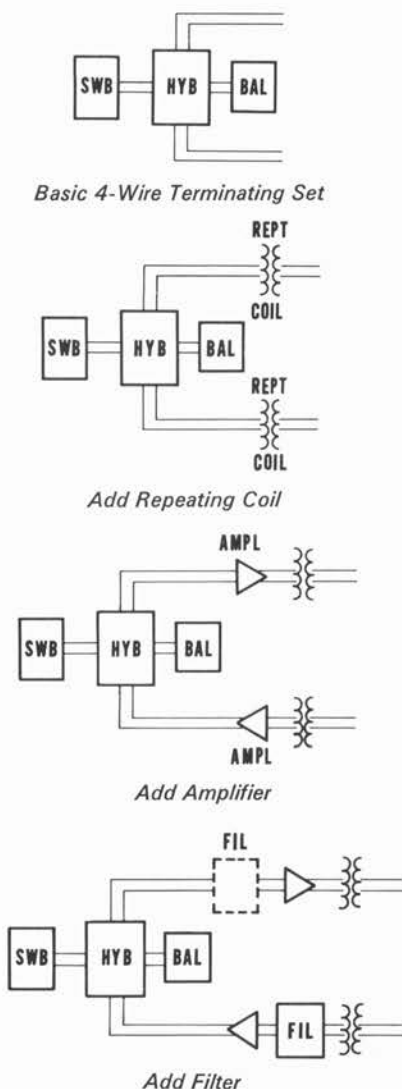 SWB HYB BAL
Basic 4-Wire Terminating Set
REPT
COIL
SWB HYB BAL
REPT
COIL
Add Repeating Coil
AMPL
SWB HYB BAL
AMPL
Add Amplifier
FIL
SWB HYB BAL
FIL
Add Filter